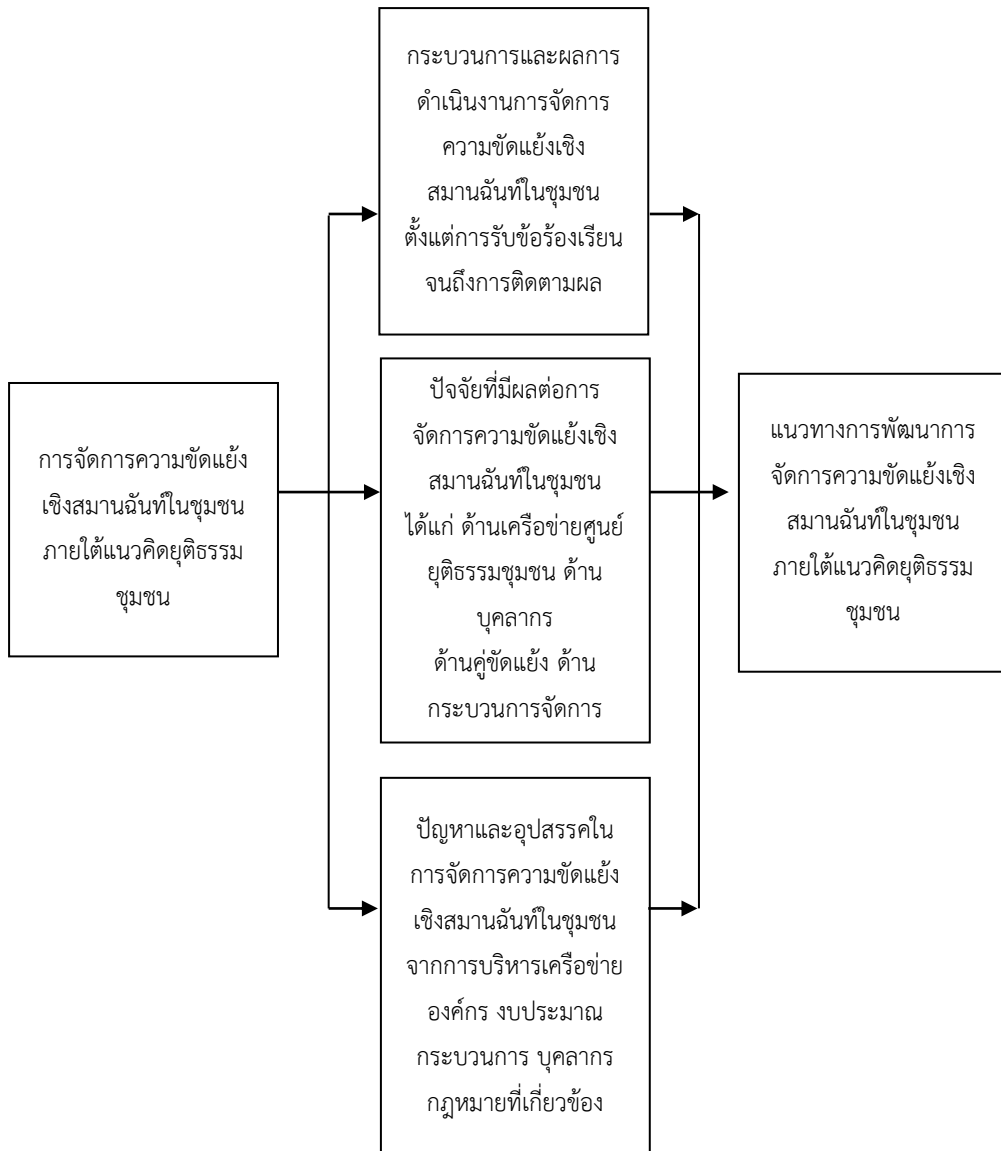 การจัดการความขัดแย้ง
เชิงสมานฉันท์ในชุมชน
ภายใต้แนวคิดยุติธรรม
ชุมชน
กระบวนการและผลการ
ดำเนินงานการจัดการ
ความขัดแย้งเชิง
สมานฉันท์ในชุมชน
ตั้งแต่การรับข้อร้องเรียน
จนถึงการติดตามผล
ปัจจัยที่มีผลต่อการ
จัดการความขัดแย้งเชิง
สมานฉันท์ในชุมชน
ได้แก่ ด้านเครือข่ายศูนย์
ยุติธรรมชุมชน ด้าน
บุคลากร
ด้านคู่ขัดแย้ง ด้าน
กระบวนการจัดการ
ปัญหาและอุปสรรคใน
การจัดการความขัดแย้ง
เชิงสมานฉันท์ในชุมชน
จากการบริหารเครือข่าย
องค์กร งบประมาณ
กระบวนการ บุคลากร
กฎหมายที่เกี่ยวข้อง
แนวทางการพัฒนาการ
จัดการความขัดแย้งเชิง
สมานฉันท์ในชุมชน
ภายใต้แนวคิดยุติธรรม
ชุมชน